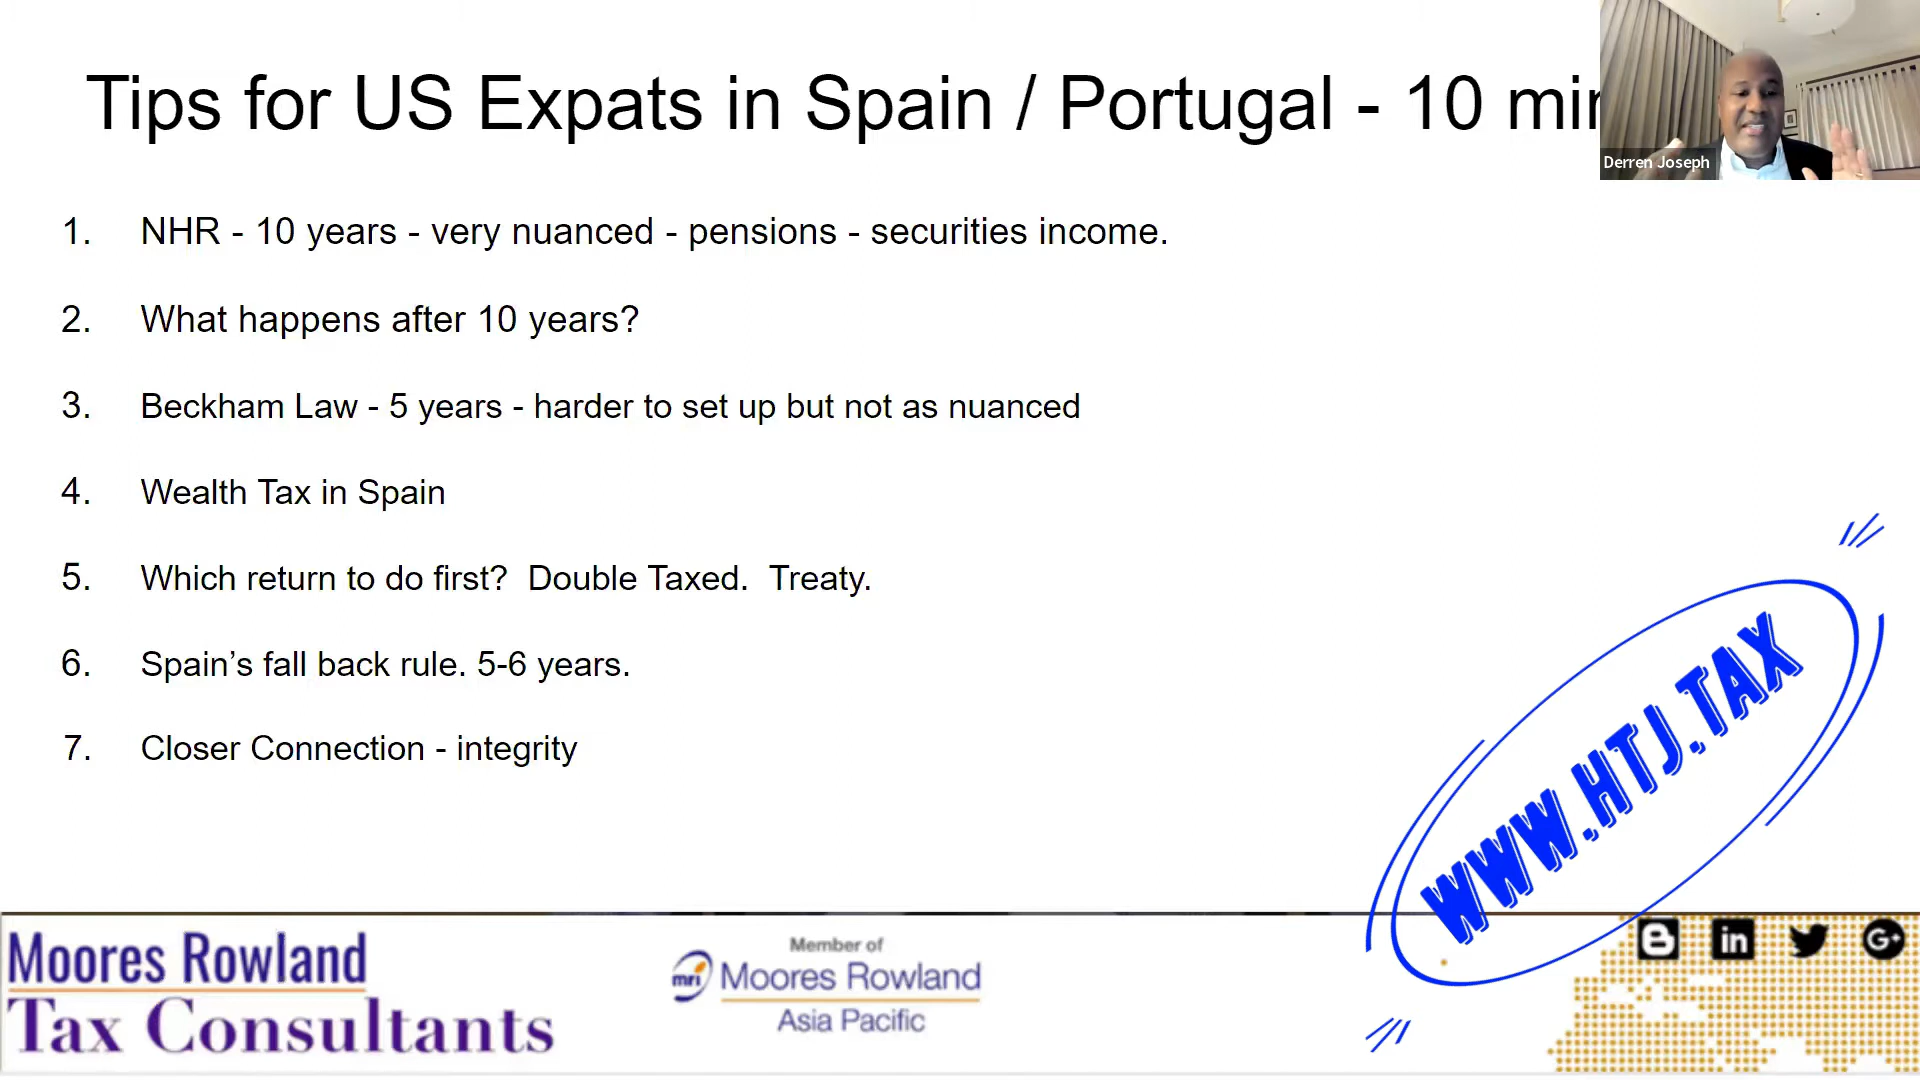 Tips for US Expats in Spain / Portugal - 10 min
Derren Joseph
1. NHR - 10 years - very nuanced - pensions - securities income.
2. What happens after 10 years?
3. Beckham Law - 5 years - harder to set up but not as nuanced
4. Wealth Tax in Spain
5. Which return to do first? Double Taxed. Treaty.
6. Spain’s fall back rule. 5-6 years.
7. Closer Connection - integrity
WWW.HTJ.TAX
Moores Rowland
Tax Consultants
Member of
mri Moores Rowland
Asia Pacific
in
G+